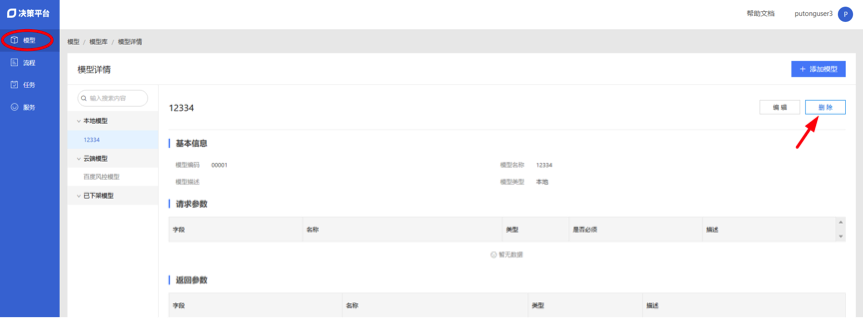 决策平台
帮助文档 putonguser3 P
模型
流程
任务
服务
模型 / 模型库 / 模型详情
模型详情
+ 添加模型
输入搜索内容
本地模型
12334
云端模型
百度风控模型
已下架模型
12334
编辑 删除
基本信息
模型编码 00001 模型名称 12334
模型描述 模型类型 本地
请求参数
字段 名称 类型 是否必须 描述
暂无数据
返回参数
字段 名称 类型 描述